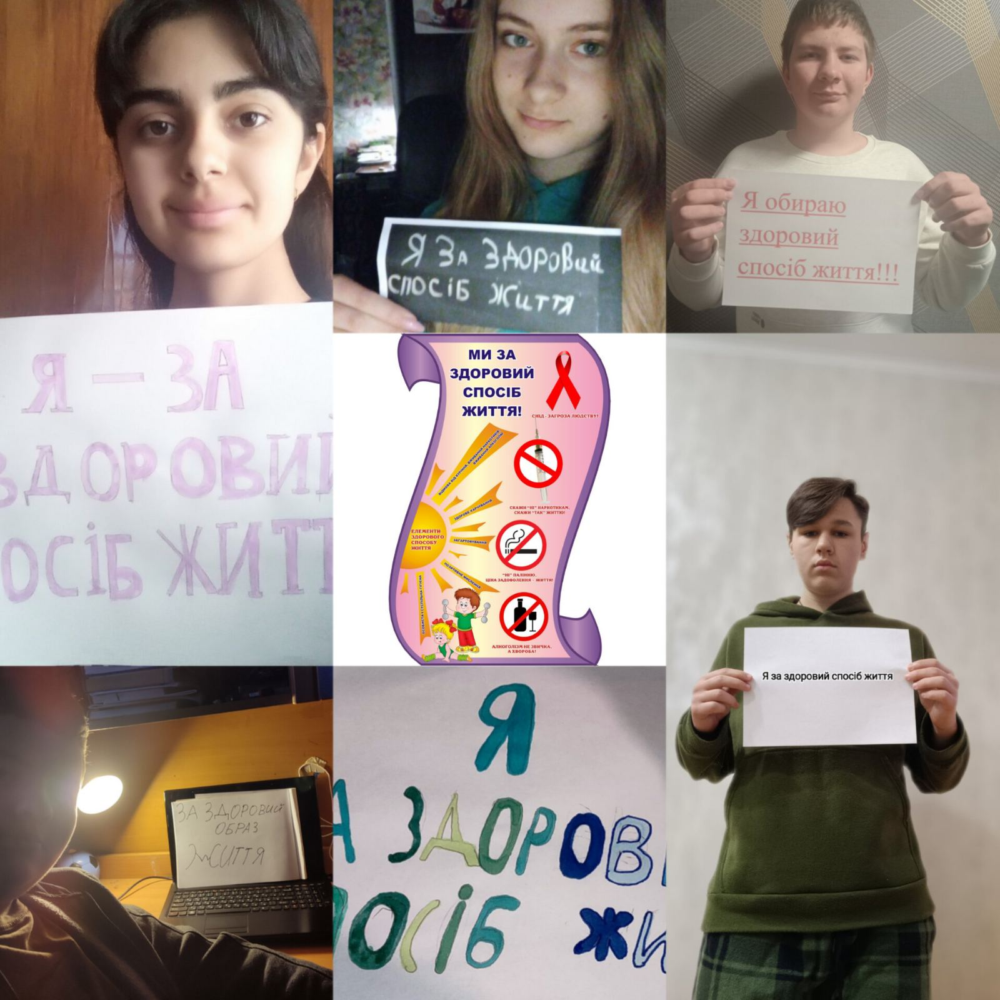 Я — ЗА
ЗДОРОВИЙ
ОСІБ ЖИТТ
Я ЗА ЗДОРОВИЙ
СПОСІБ ЖИТТЯ
Я обираю
здоровий
спосіб життя!!!
МИ ЗА
ЗДОРОВИЙ
СПОСІБ
ЖИТТЯ!
СНІД - ЗАГРОЗА ЛЮДСТВУ!
ВІДМОВА ВІД КУРІННЯ, ВЖИВАННЯ НАРКОТИКІВ,
ВЖИВАННЯ АЛКОГОЛЮ
ЗДОРОВЕ ХАРЧУВАННЯ
ЗАГАРТОВУВАННЯ
ПОЗИТИВНЕ МИСЛЕННЯ
ОСОБИСТА І СУСПІЛЬНА ГІГІЄНА
ЕЛЕМЕНТИ
ЗДОРОВОГО
СПОСОБУ
ЖИТТЯ
СКАЖИ "НІ" НАРКОТИКАМ,
СКАЖИ "ТАК" ЖИТТЮ!
"НІ" ПАЛІННЮ.
ЦІНА ЗАДОВОЛЕННЯ - ЖИТТЯ!
АЛКОГОЛІЗМ НЕ ЗВИЧКА,
А ХВОРОБА!
Я за здоровий спосіб життя
ЗА ЗДОРОВИЙ
ОБРАЗ
ЖИТТЯ
Я
А ЗДОРОВ
ПОСІБ ЖИ